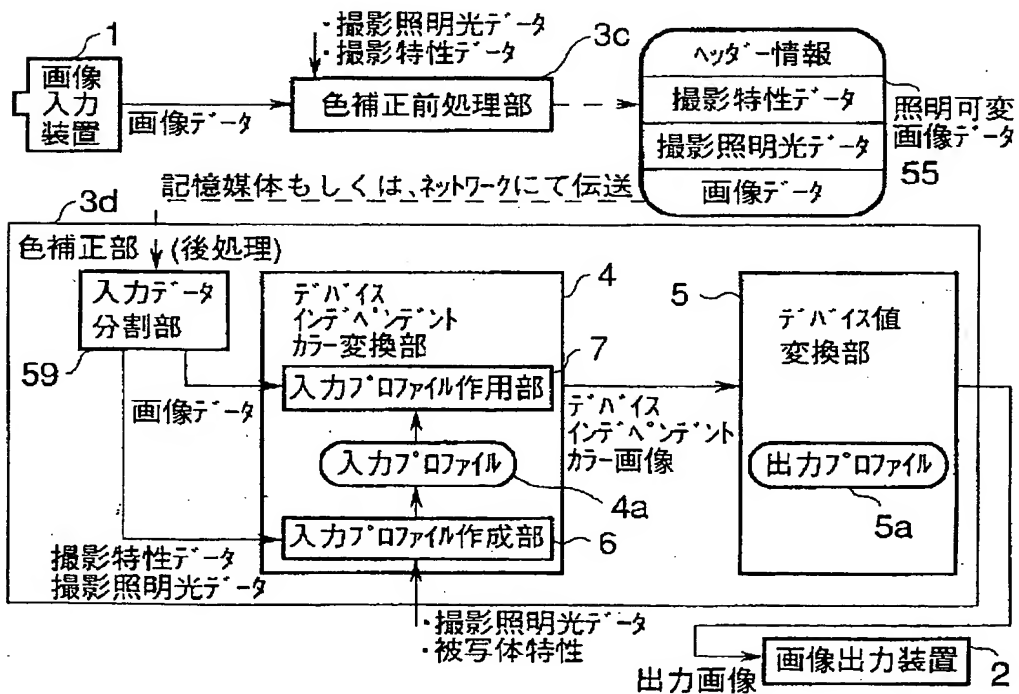 1
画像
入力
装置
画像データ
・撮影照明光データ
・撮影特性データ
3c
色補正前処理部
ヘッダー情報
撮影特性データ
撮影照明光データ
画像データ
照明可変
画像データ
55
記憶媒体もしくは、ネットワークにて伝送
3d
色補正部 (後処理)
入力データ
分割部
59
画像データ
撮影特性データ
撮影照明光データ
4
デバイス
インデペンデント
カラー変換部
7
入力プロファイル作用部
入力プロファイル
4a
入力プロファイル作成部
6
・撮影照明光データ
・被写体特性
デバイス
インデペンデント
カラー画像
5
デバイス値
変換部
出力プロファイル
5a
出力画像
画像出力装置
2